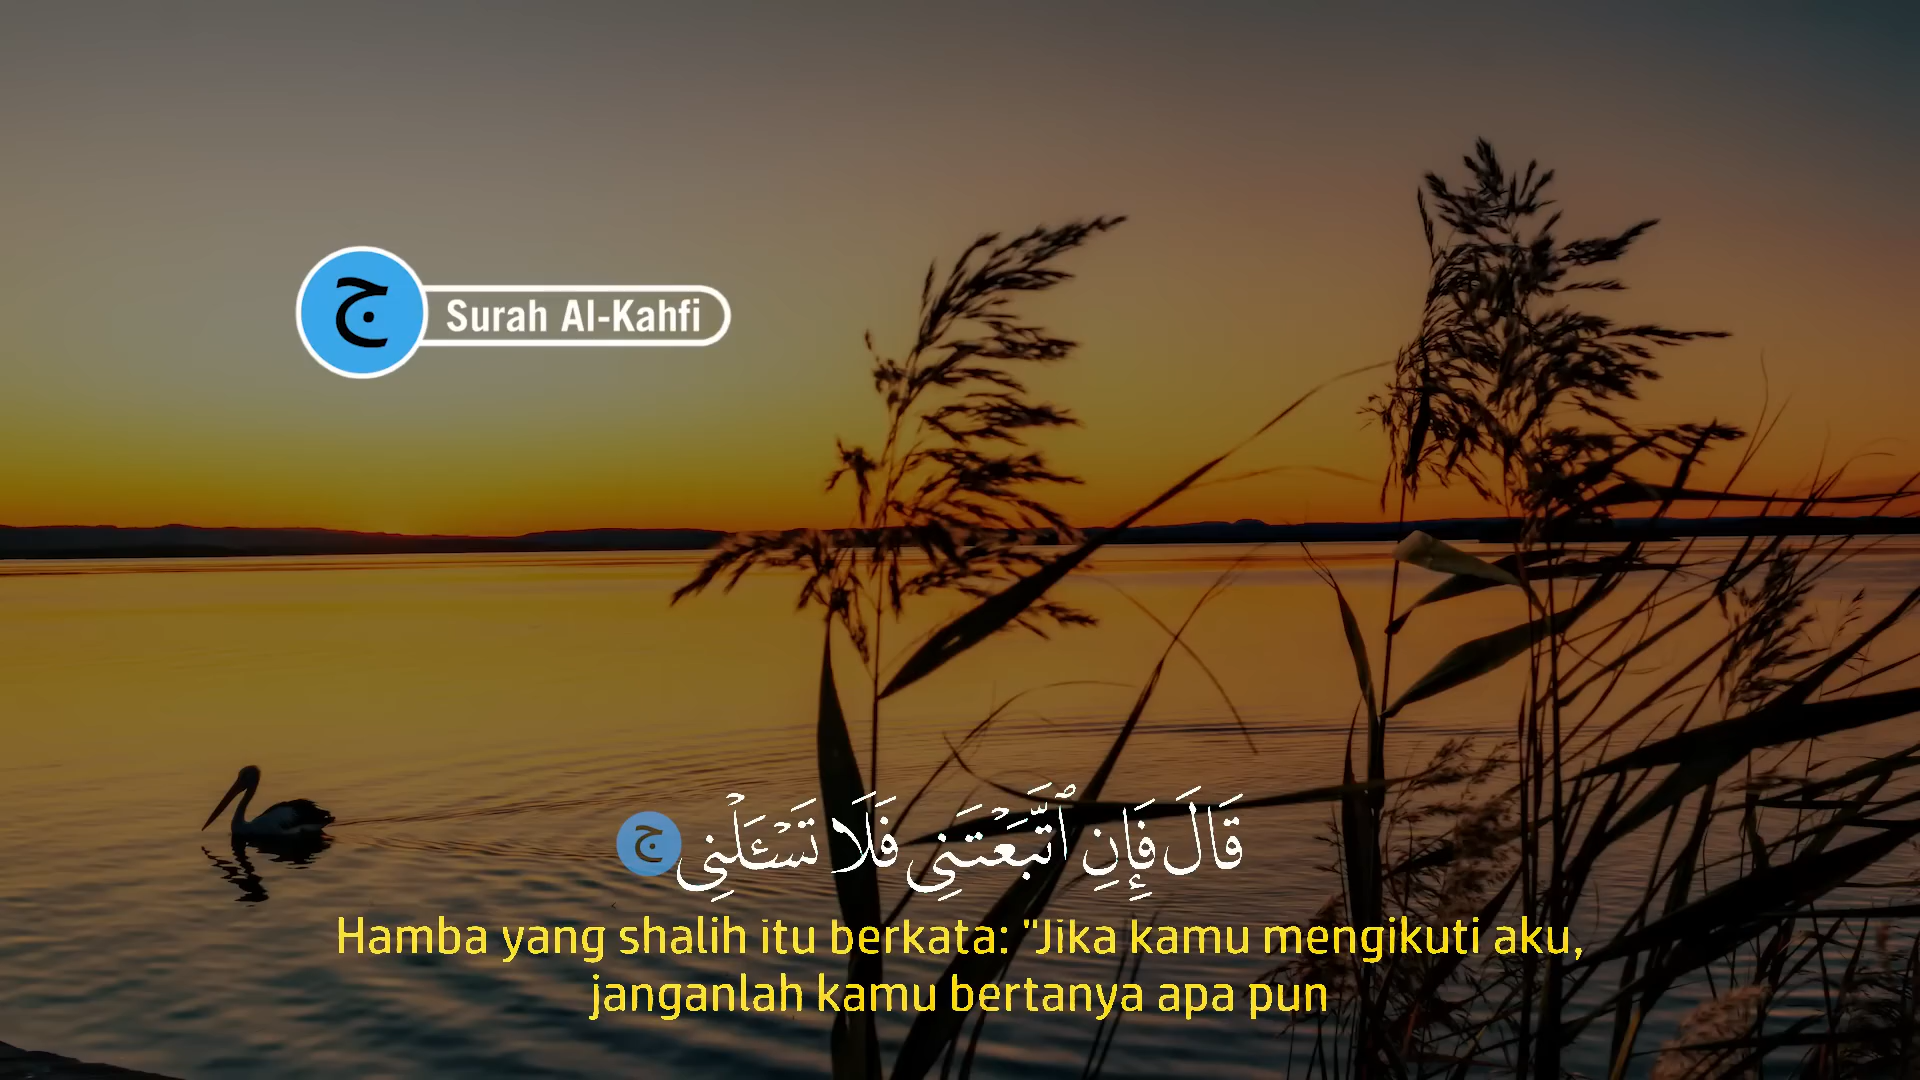 ج
Surah Al-Kahfi
قَالَ فَإِنِ ٱتَّبَعْتَنِى فَلَا تَسْـَٔلْنِى ج
Hamba yang shalih itu berkata: "Jika kamu mengikuti aku,
janganlah kamu bertanya apa pun